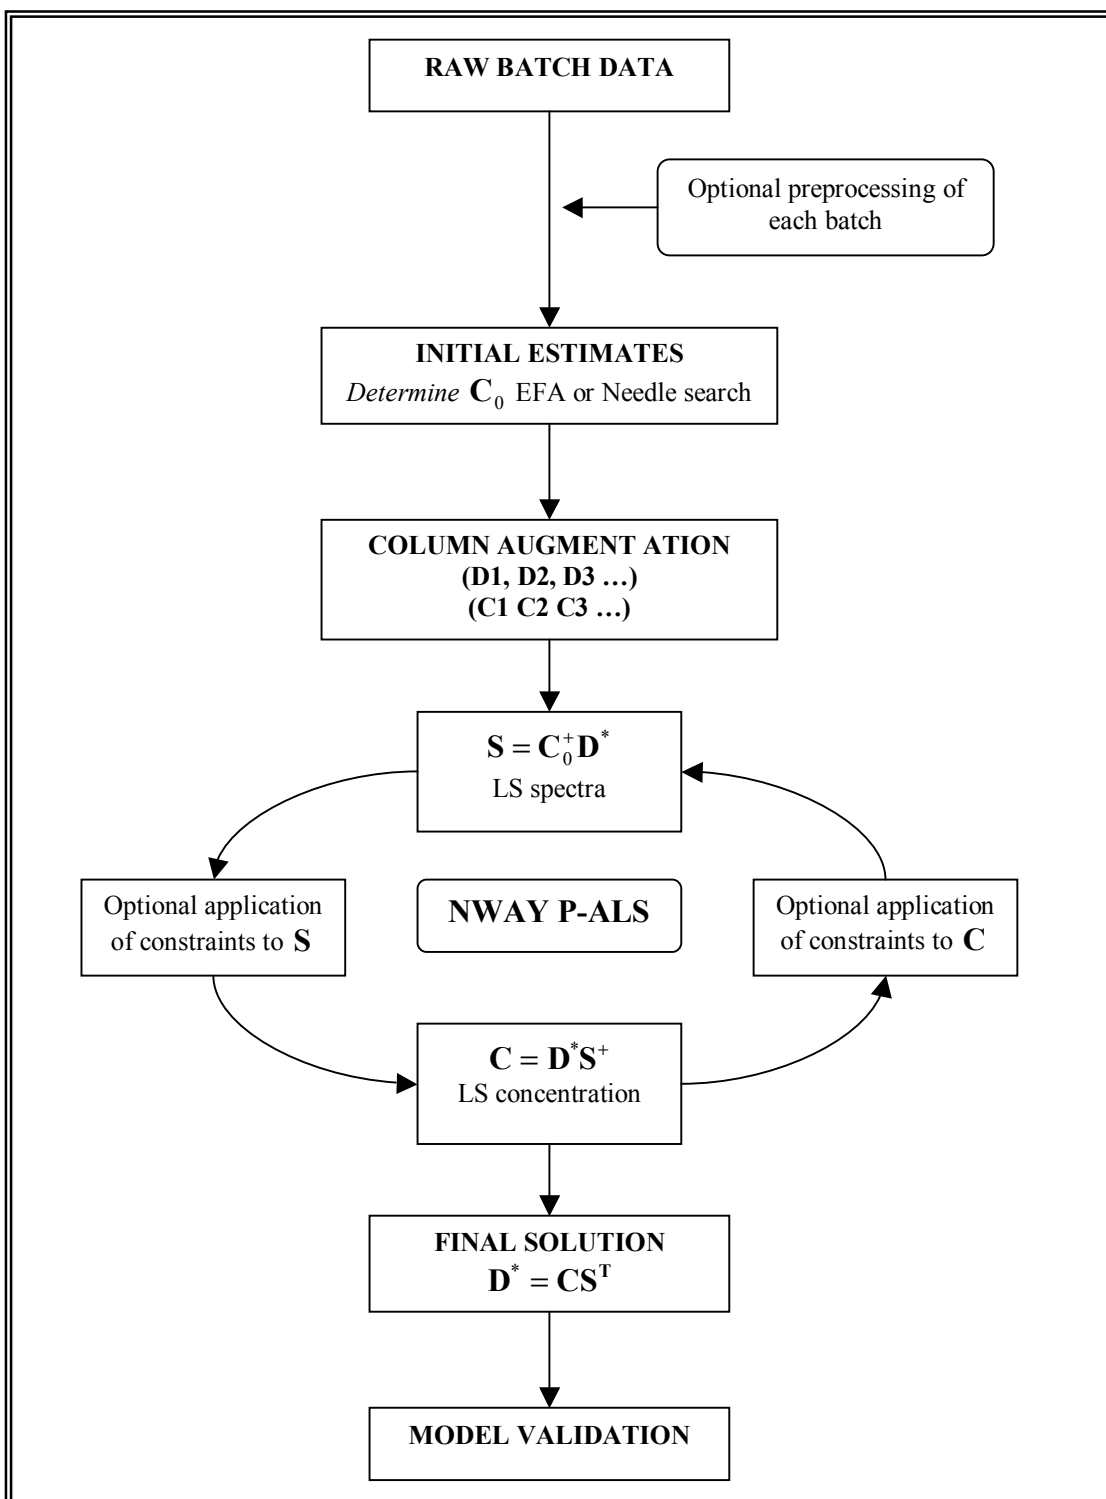 RAW BATCH DATA
Optional preprocessing of
each batch
INITIAL ESTIMATES
Determine C₀ EFA or Needle search
COLUMN AUGMENT ATION
(D1, D2, D3 …)
(C1 C2 C3 …)
S = C₀⁺D*
LS spectra
Optional application
of constraints to S
NWAY P-ALS
Optional application
of constraints to C
C = D*S⁺
LS concentration
FINAL SOLUTION
D* = CSᵀ
MODEL VALIDATION